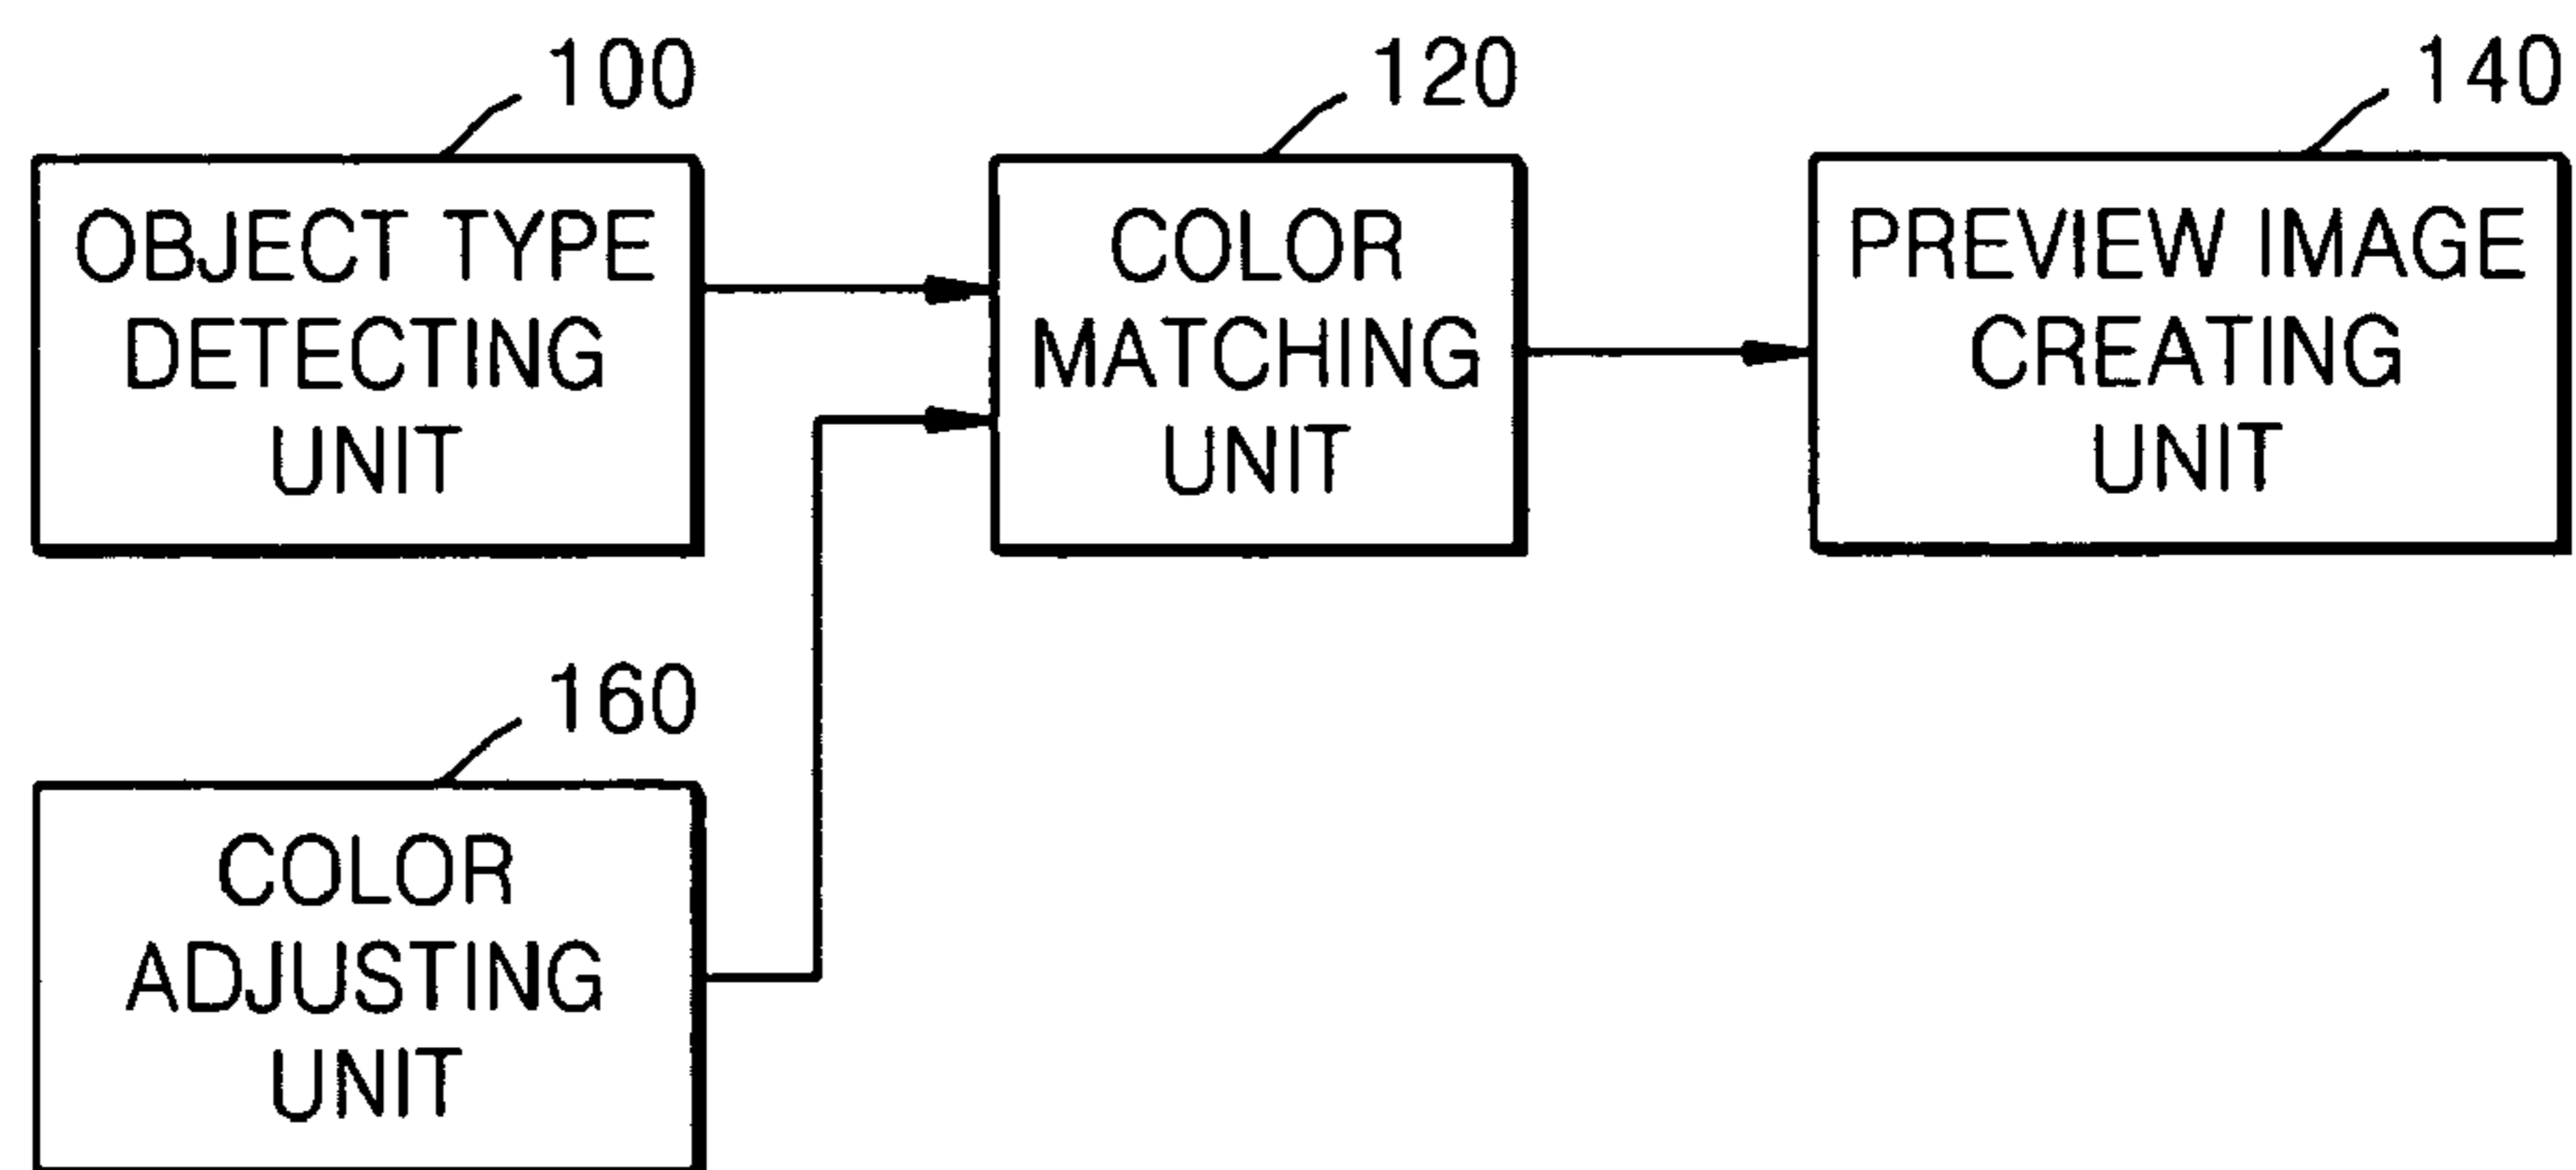 100
OBJECT TYPE
DETECTING
UNIT
120
COLOR
MATCHING
UNIT
140
PREVIEW IMAGE
CREATING
UNIT
160
COLOR
ADJUSTING
UNIT